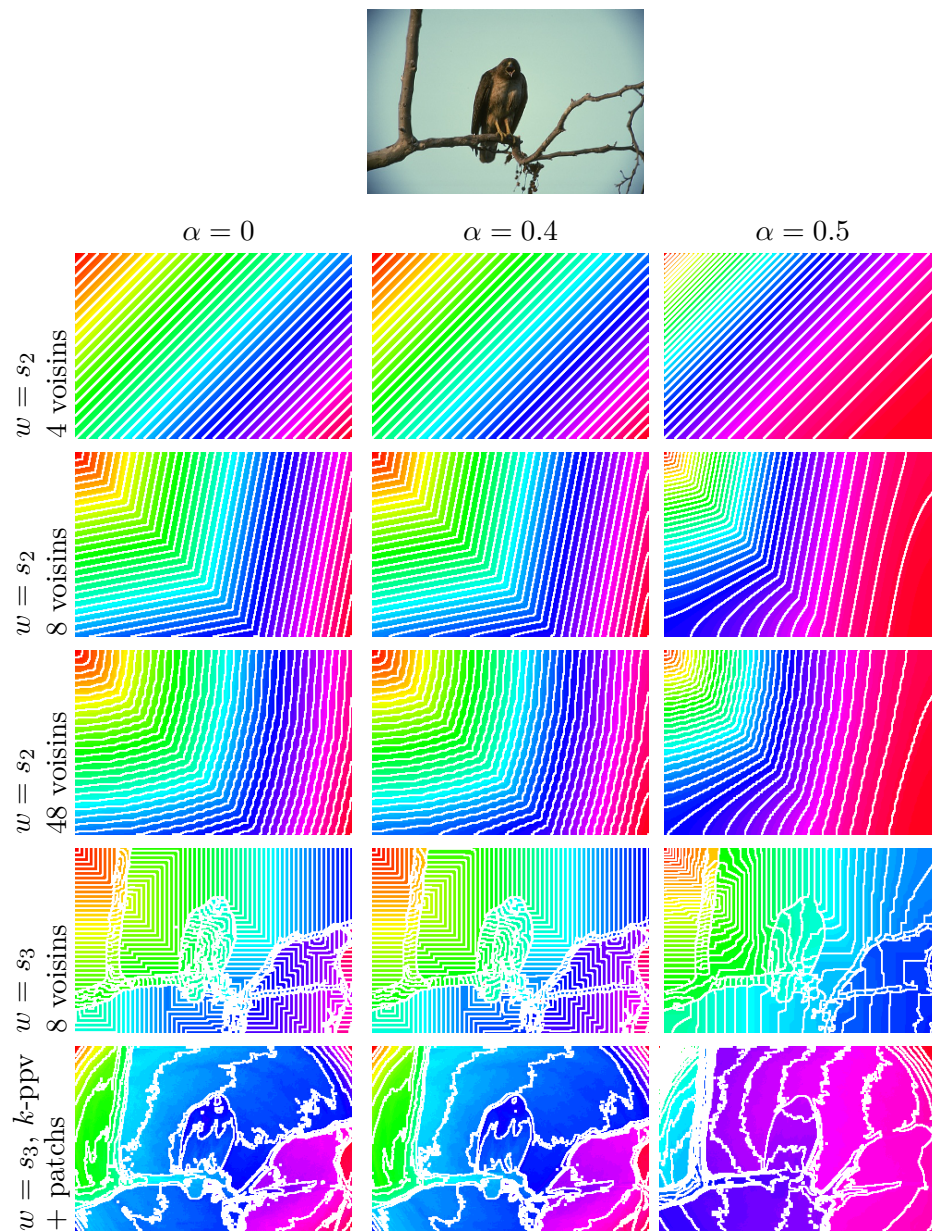 α = 0
α = 0.4
α = 0.5
w = s₂
4 voisins
w = s₂
8 voisins
w = s₂
48 voisins
w = s₃
8 voisins
w = s₃, k-ppv
+ patchs